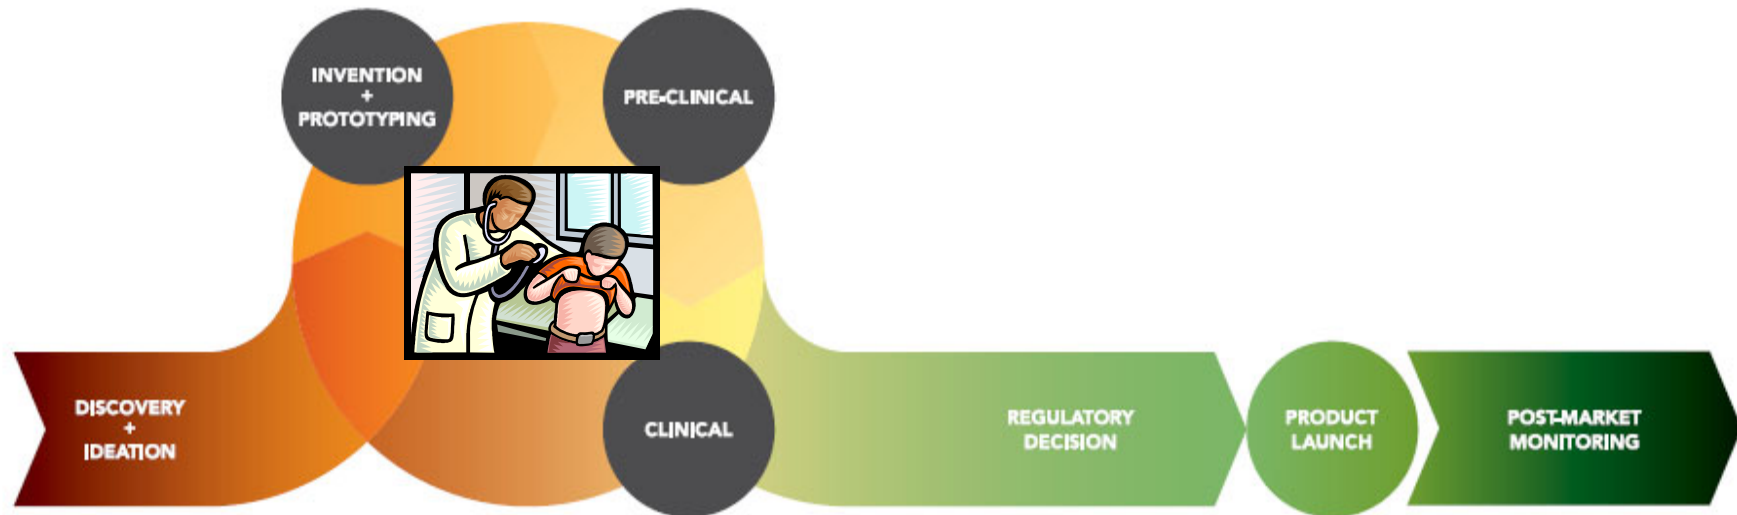 INVENTION
+
PROTOTYPING
PRE-CLINICAL
DISCOVERY
+
IDEATION
CLINICAL
REGULATORY
DECISION
PRODUCT
LAUNCH
POST-MARKET
MONITORING